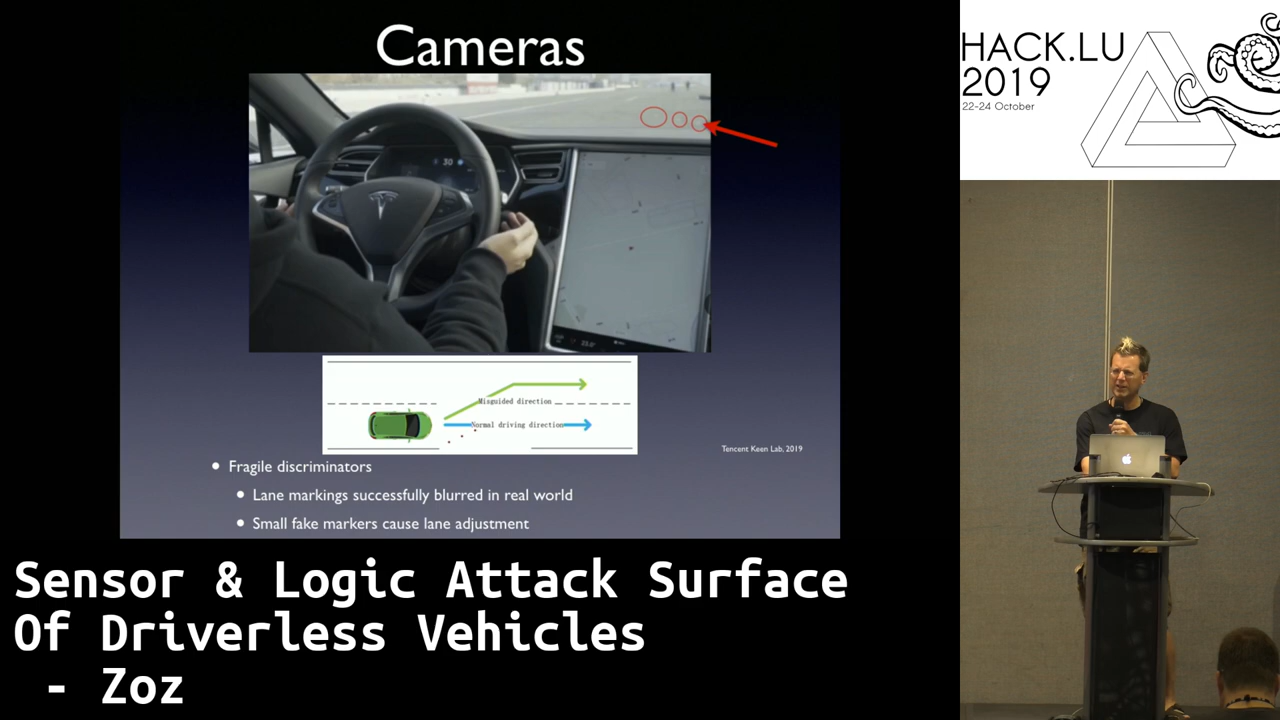 Cameras
30
Misguided direction
Normal driving direction
Tencent Keen Lab, 2019
Fragile discriminators
Lane markings successfully blurred in real world
Small fake markers cause lane adjustment
HACK.LU
2019
22-24 October
Sensor & Logic Attack Surface
Of Driverless Vehicles
- Zoz